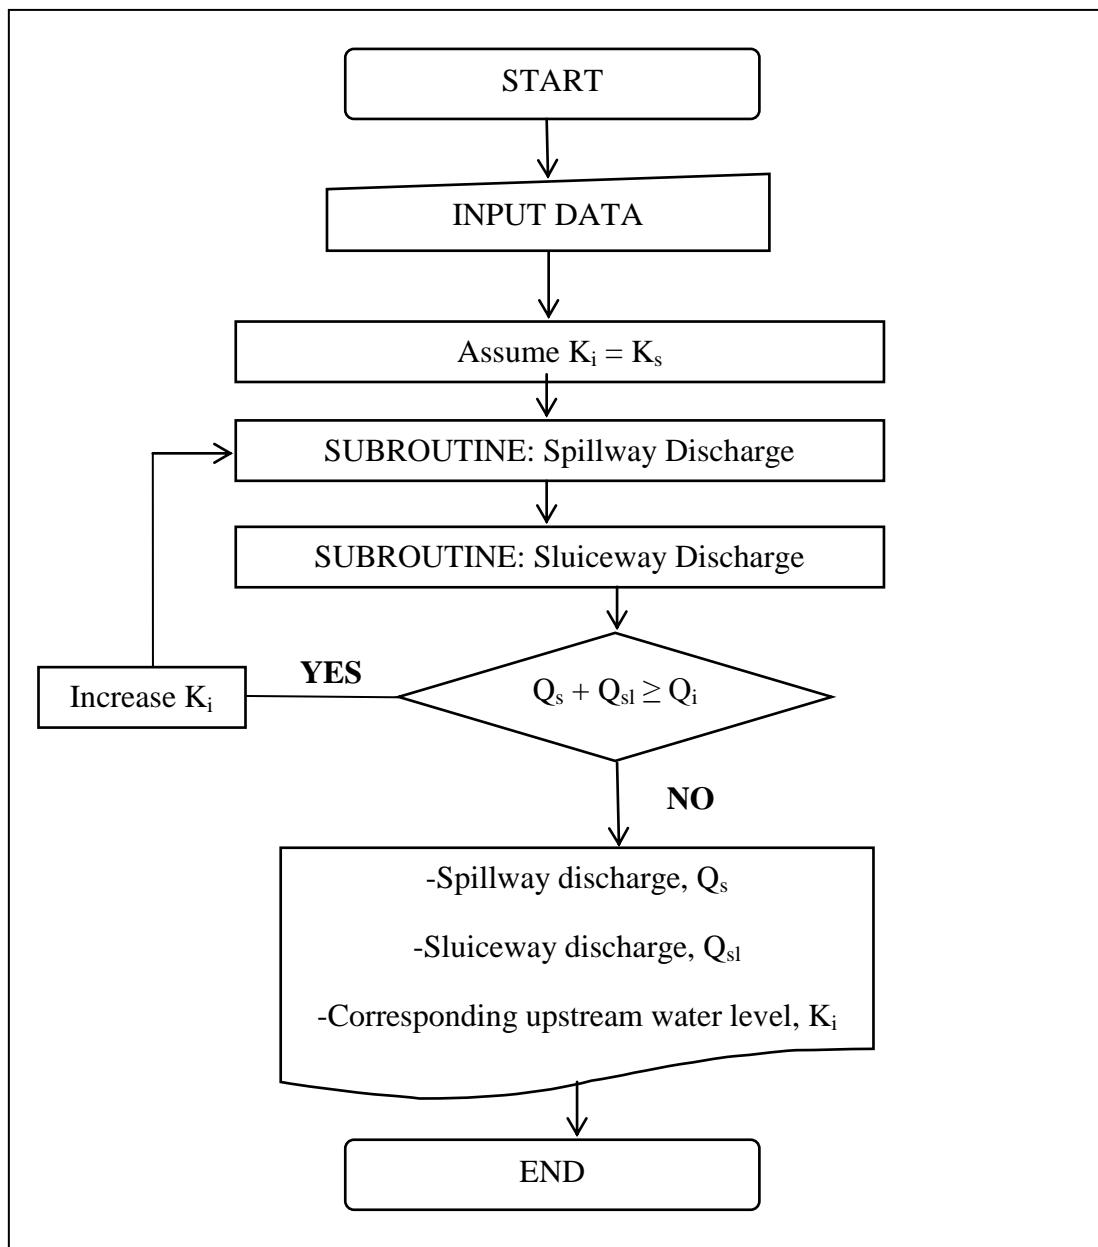 START
INPUT DATA
Assume Kᵢ = Kₛ
SUBROUTINE: Spillway Discharge
SUBROUTINE: Sluiceway Discharge
YES
Increase Kᵢ
Qₛ + Qₛₗ ≥ Qᵢ
NO
-Spillway discharge, Qₛ
-Sluiceway discharge, Qₛₗ
-Corresponding upstream water level, Kᵢ
END